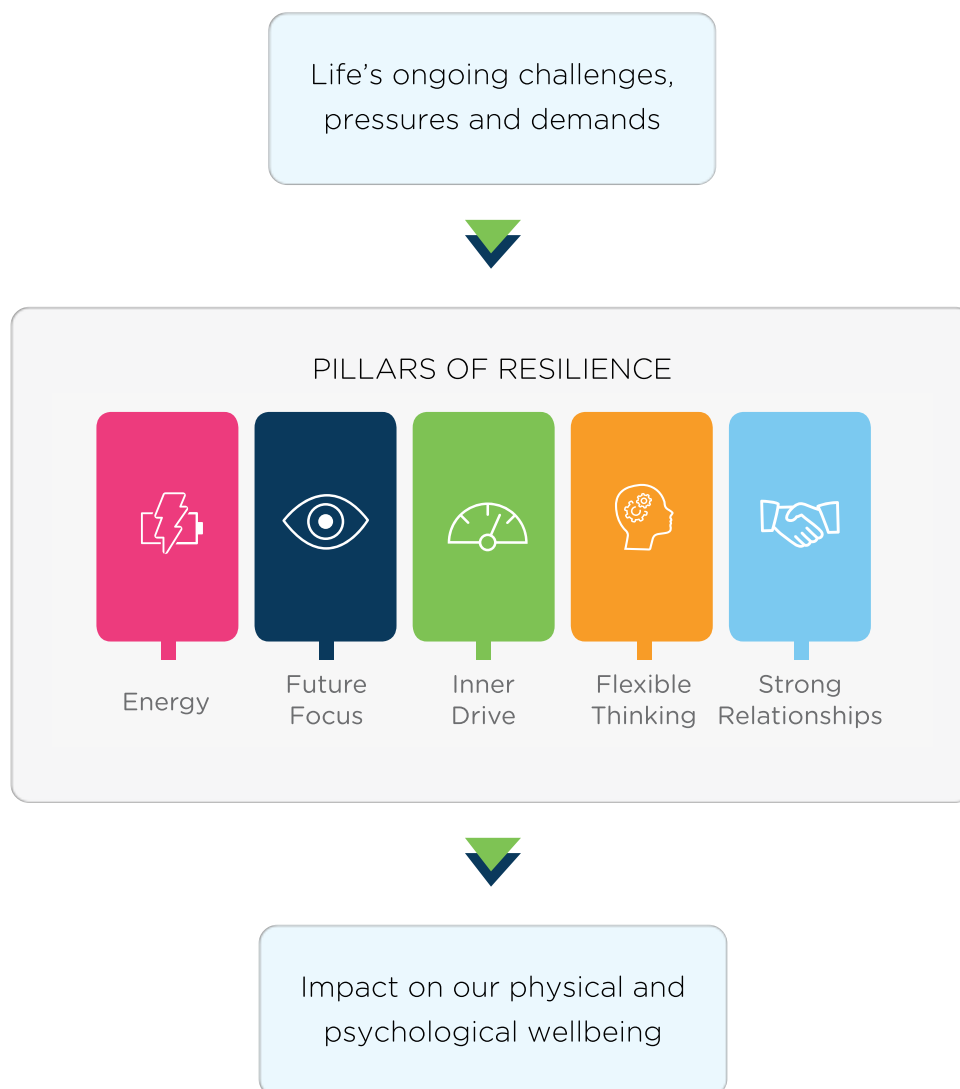 Life’s ongoing challenges,
pressures and demands
PILLARS OF RESILIENCE
Energy
Future
Focus
Inner
Drive
Flexible
Thinking
Strong
Relationships
Impact on our physical and
psychological wellbeing